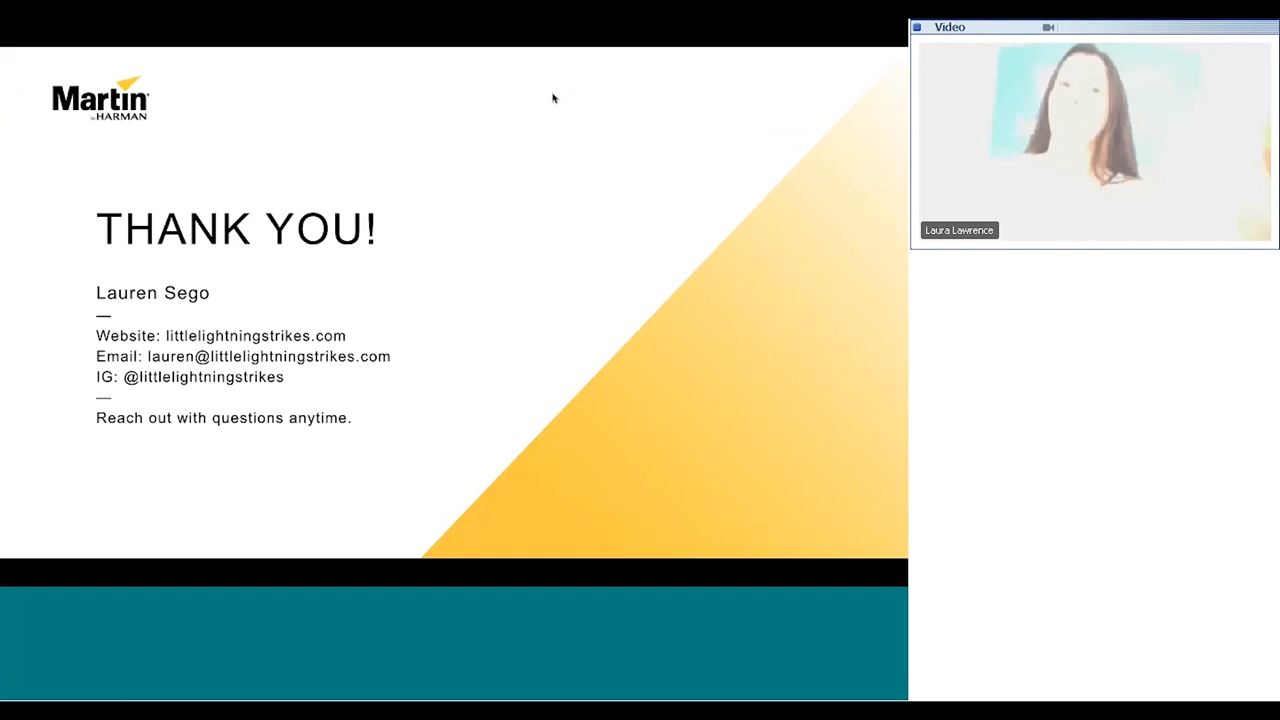 Martin
by HARMAN
THANK YOU!
Lauren Sego
—
Website: littlelightningstrikes.com
Email: lauren@littlelightningstrikes.com
IG: @littlelightningstrikes
—
Reach out with questions anytime.
Video
Laura Lawrence